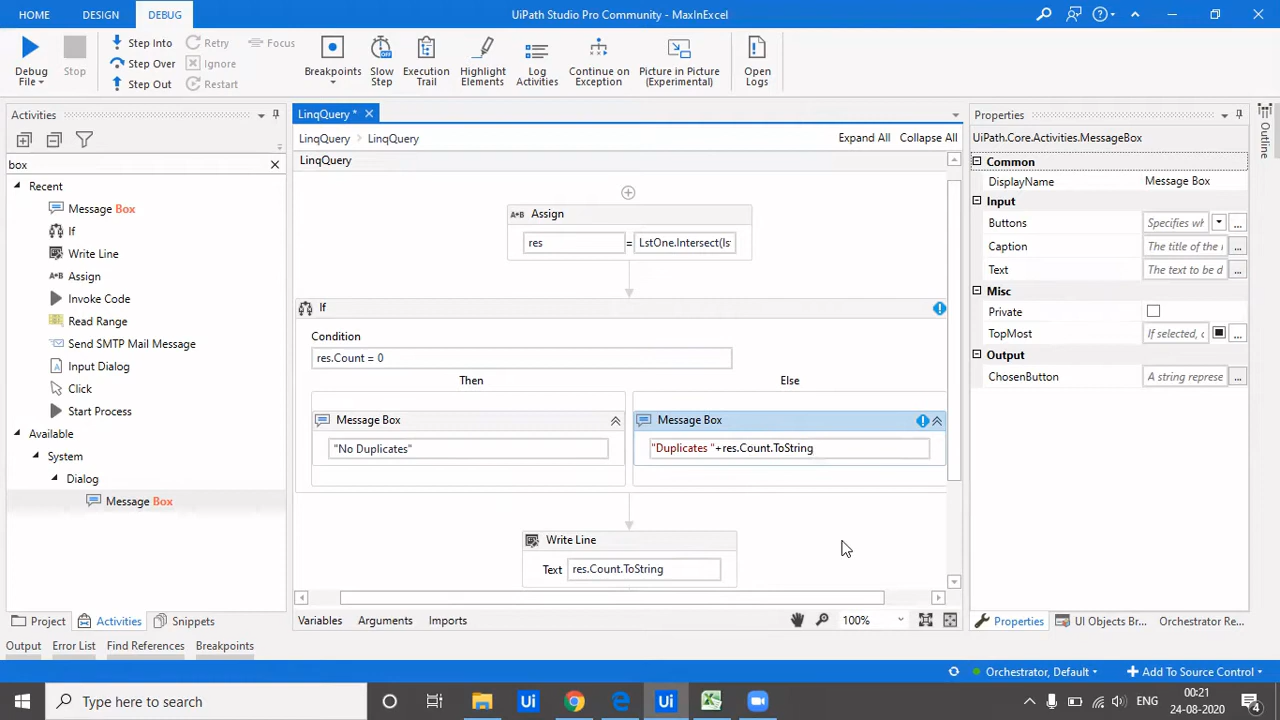 HOME
DESIGN
DEBUG
UiPath Studio Pro Community - MaxInExcel
Debug File
Stop
Step Into
Step Over
Step Out
Retry
Ignore
Restart
Focus
Breakpoints
Slow Step
Execution Trail
Highlight Elements
Log Activities
Continue on Exception
Picture in Picture (Experimental)
Open Logs
Activities
box
Recent
Message Box
If
Write Line
A+B Assign
Invoke Code
Read Range
Send SMTP Mail Message
Input Dialog
Click
Start Process
Available
System
Dialog
Message Box
Project
Activities
Snippets
LinqQuery *
LinqQuery > LinqQuery
Expand All
Collapse All
LinqQuery
A+B Assign
res = LstOne.Intersect(ls
If
Condition
res.Count = 0
Then
Else
Message Box
"No Duplicates"
Message Box
"Duplicates "+res.Count.ToString
Write Line
Text res.Count.ToString
Variables
Arguments
Imports
100%
Properties
UiPath.Core.Activities.MessageBox
Common
DisplayName Message Box
Input
Buttons Specifies wh ...
Caption The title of the ...
Text The text to be d ...
Misc
Private
TopMost If selected, ...
Output
ChosenButton A string represe ...
Properties
UI Objects Br...
Orchestrator Re...
Outline
Output
Error List
Find References
Breakpoints
Orchestrator, Default
Add To Source Control
Type here to search
Ui
Ui
ENG
00:21
24-08-2020
4